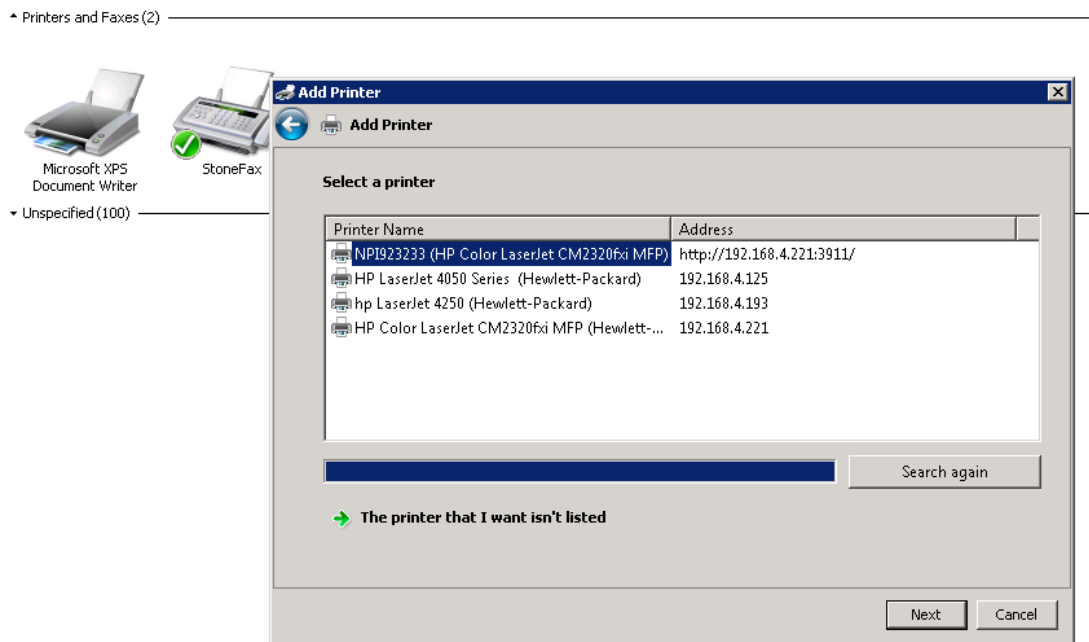 Printers and Faxes (2)
Microsoft XPS
Document Writer
StoneFax
Unspecified (100)
Add Printer
Add Printer
Select a printer
Printer Name Address
NPI923233 (HP Color LaserJet CM2320fxi MFP) http://192.168.4.221:3911/
HP LaserJet 4050 Series (Hewlett-Packard) 192.168.4.125
hp LaserJet 4250 (Hewlett-Packard) 192.168.4.193
HP Color LaserJet CM2320fxi MFP (Hewlett-... 192.168.4.221
Search again
The printer that I want isn't listed
Next Cancel